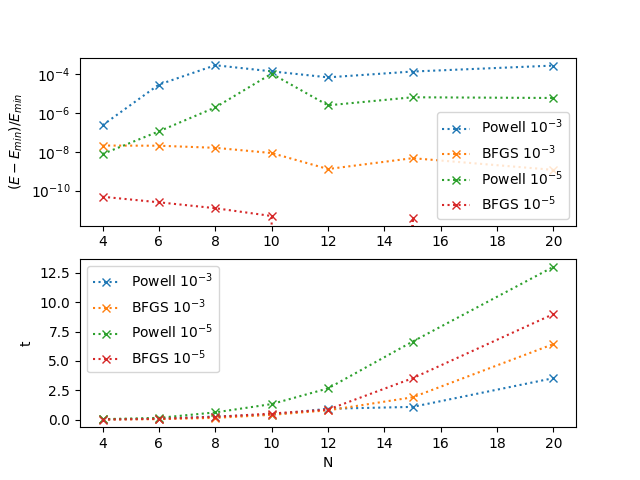 (E − E_min)/E_min
10^−4
10^−6
10^−8
10^−10
Powell 10^−3
BFGS 10^−3
Powell 10^−5
BFGS 10^−5
4 6 8 10 12 14 16 18 20
t
12.5
10.0
7.5
5.0
2.5
0.0
Powell 10^−3
BFGS 10^−3
Powell 10^−5
BFGS 10^−5
4 6 8 10 12 14 16 18 20
N